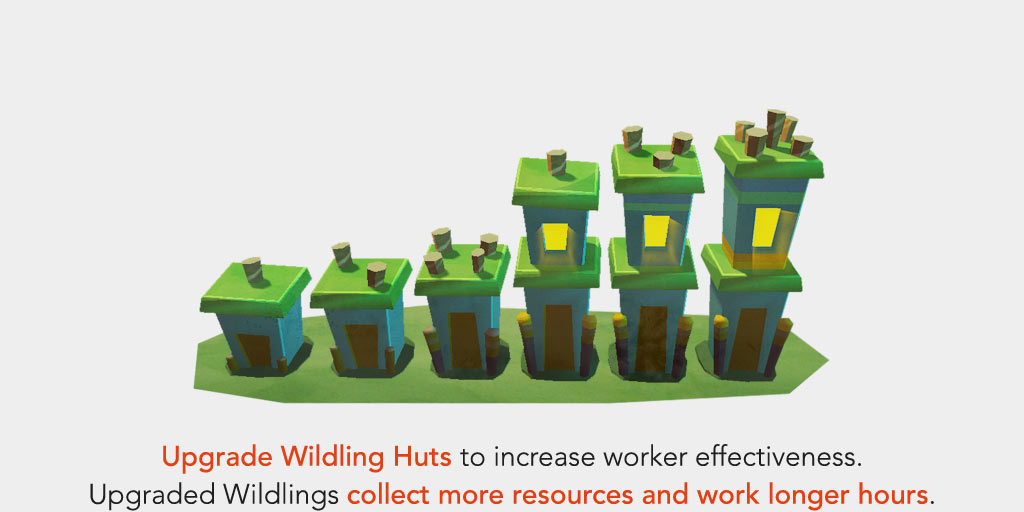 Upgrade Wildling Huts to increase worker effectiveness.
Upgraded Wildlings collect more resources and work longer hours.